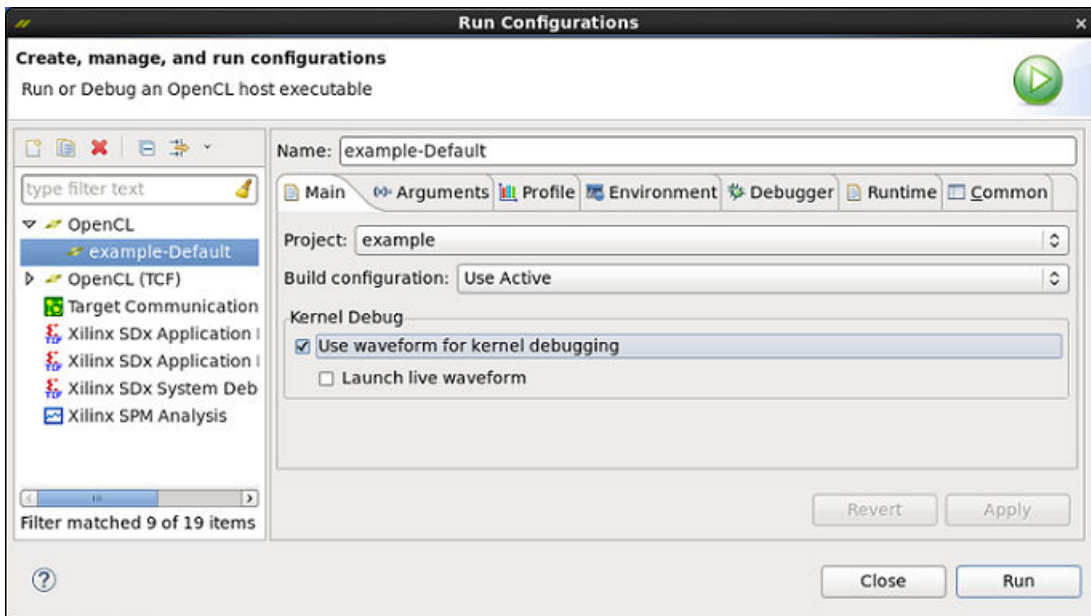 Run Configurations
Create, manage, and run configurations
Run or Debug an OpenCL host executable
type filter text
OpenCL
example-Default
OpenCL (TCF)
Target Communication
Xilinx SDx Application
Xilinx SDx Application
Xilinx SDx System Deb
Xilinx SPM Analysis
Filter matched 9 of 19 items
Name: example-Default
Main Arguments Profile Environment Debugger Runtime Common
Project: example
Build configuration: Use Active
Kernel Debug
Use waveform for kernel debugging
Launch live waveform
Revert Apply
Close Run